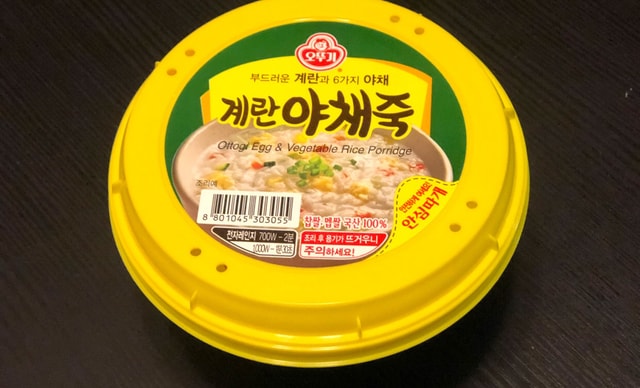 오뚜기
부드러운 계란과 6가지 야채
계란야채죽
Ottogi Egg & Vegetable Rice Porridge
조리예
8 801045 303055
찹쌀, 멥쌀 국산 100%
전자레인지 700W - 2분
1000W - 1분30초
조리 후 용기가 뜨거우니
주의하세요!
안심따개